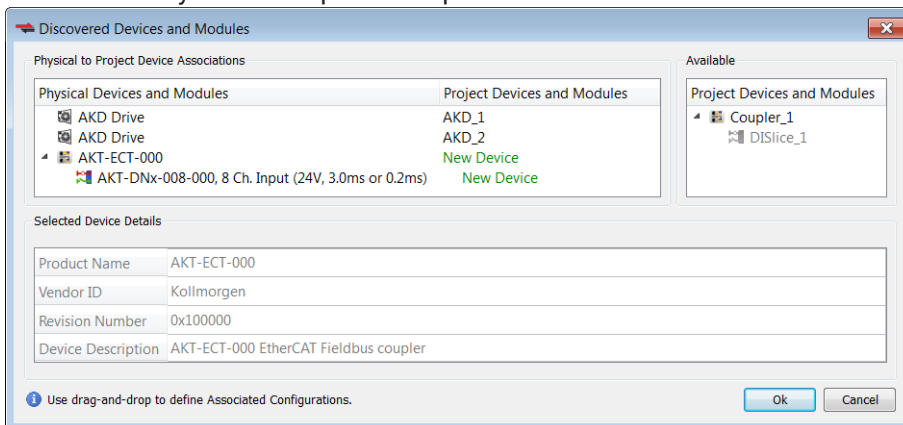 Discovered Devices and Modules
Physical to Project Device Associations
Physical Devices and Modules Project Devices and Modules
AKD Drive AKD_1
AKD Drive AKD_2
AKT-ECT-000 New Device
AKT-DNx-008-000, 8 Ch. Input (24V, 3.0ms or 0.2ms) New Device
Available
Project Devices and Modules
Coupler_1
DISlice_1
Selected Device Details
Product Name AKT-ECT-000
Vendor ID Kollmorgen
Revision Number 0x100000
Device Description AKT-ECT-000 EtherCAT Fieldbus coupler
Use drag-and-drop to define Associated Configurations.
Ok Cancel